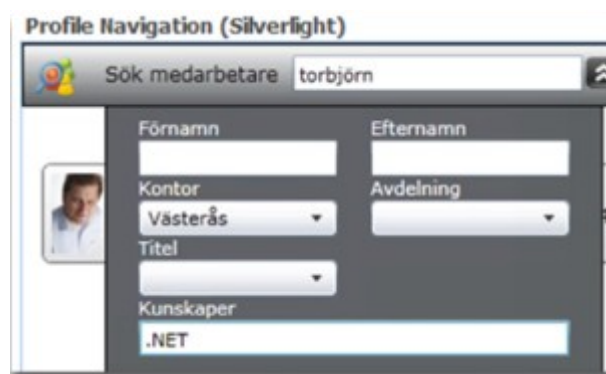 Profile Navigation (Silverlight)
Sök medarbetare torbjörn
Förnamn Efternamn
Kontor Avdelning
Västerås
Titel
Kunskaper
.NET